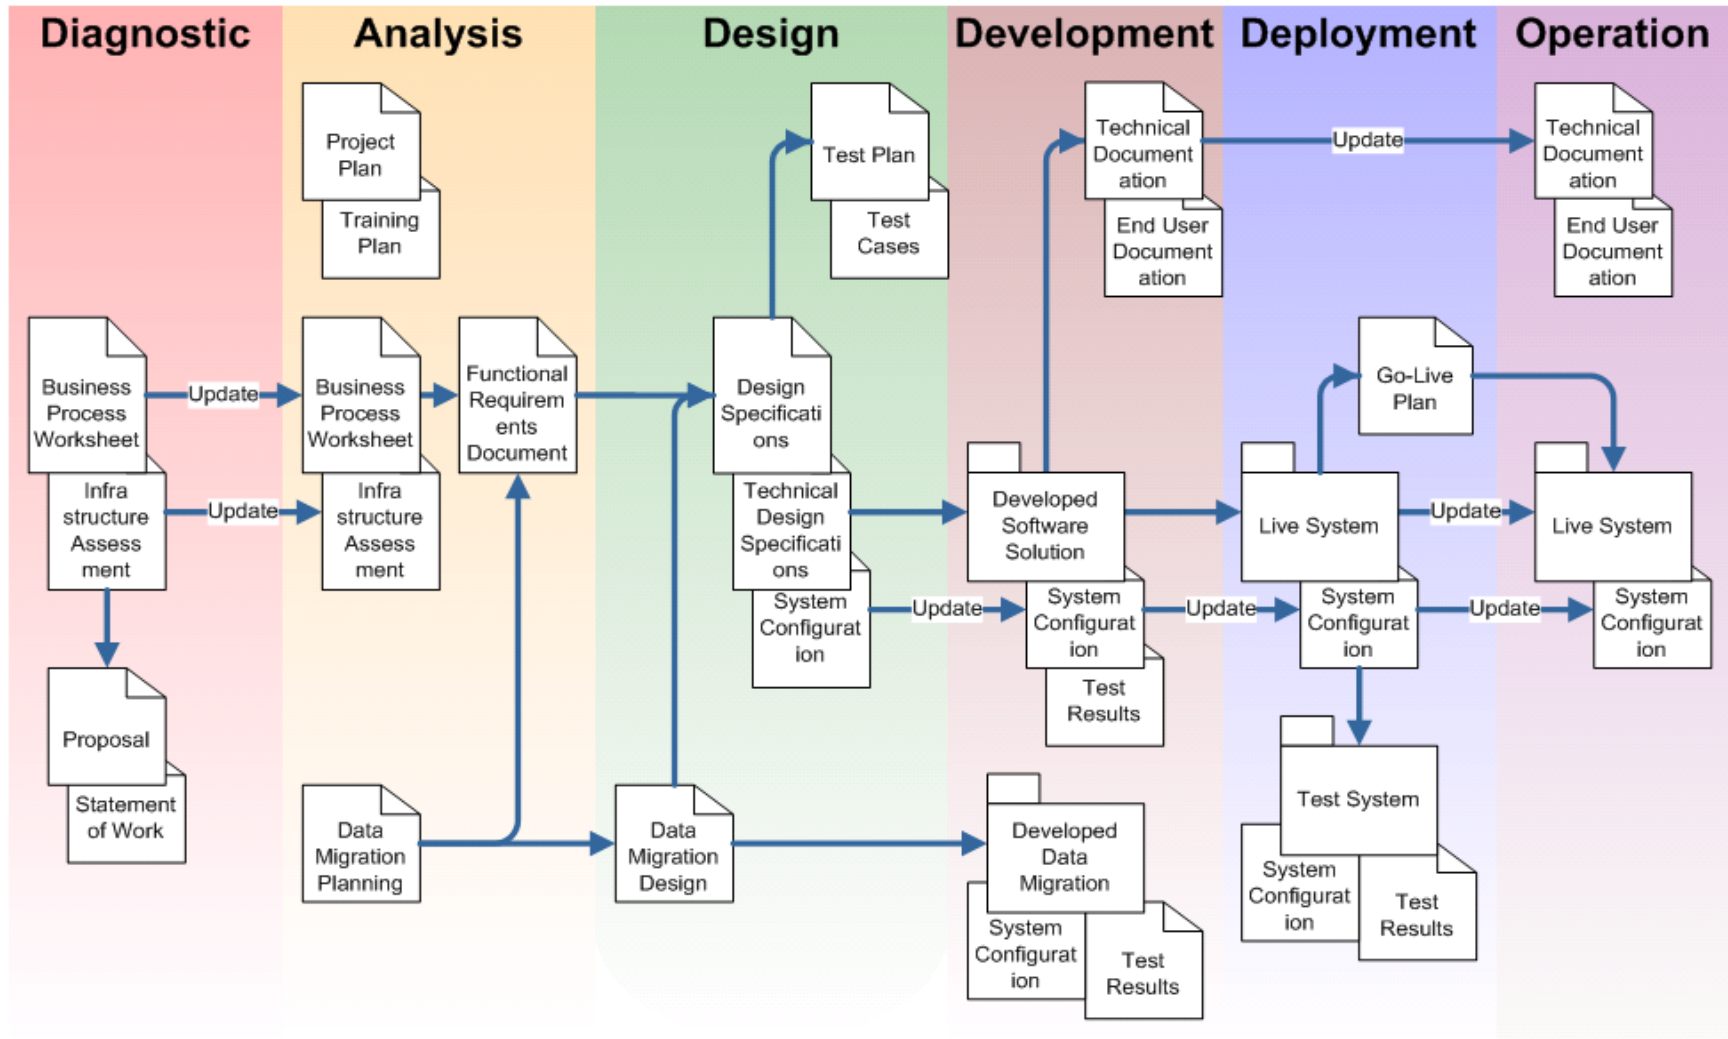 Diagnostic
Analysis
Design
Development
Deployment
Operation
Business
Process
Worksheet
Update
Infra
structure
Assess
ment
Update
Proposal
Statement
of Work
Project
Plan
Training
Plan
Business
Process
Worksheet
Infra
structure
Assess
ment
Functional
Requirem
ents
Document
Data
Migration
Planning
Test Plan
Test
Cases
Design
Specificati
ons
Technical
Design
Specificati
ons
System
Configurat
ion
Update
Data
Migration
Design
Technical
Document
ation
End User
Document
ation
Update
Developed
Software
Solution
System
Configurat
ion
Update
Test
Results
Developed
Data
Migration
System
Configurat
ion
Test
Results
Go-Live
Plan
Live System
Update
System
Configurat
ion
Update
Test System
System
Configurat
ion
Test
Results
Technical
Document
ation
End User
Document
ation
Live System
System
Configurat
ion